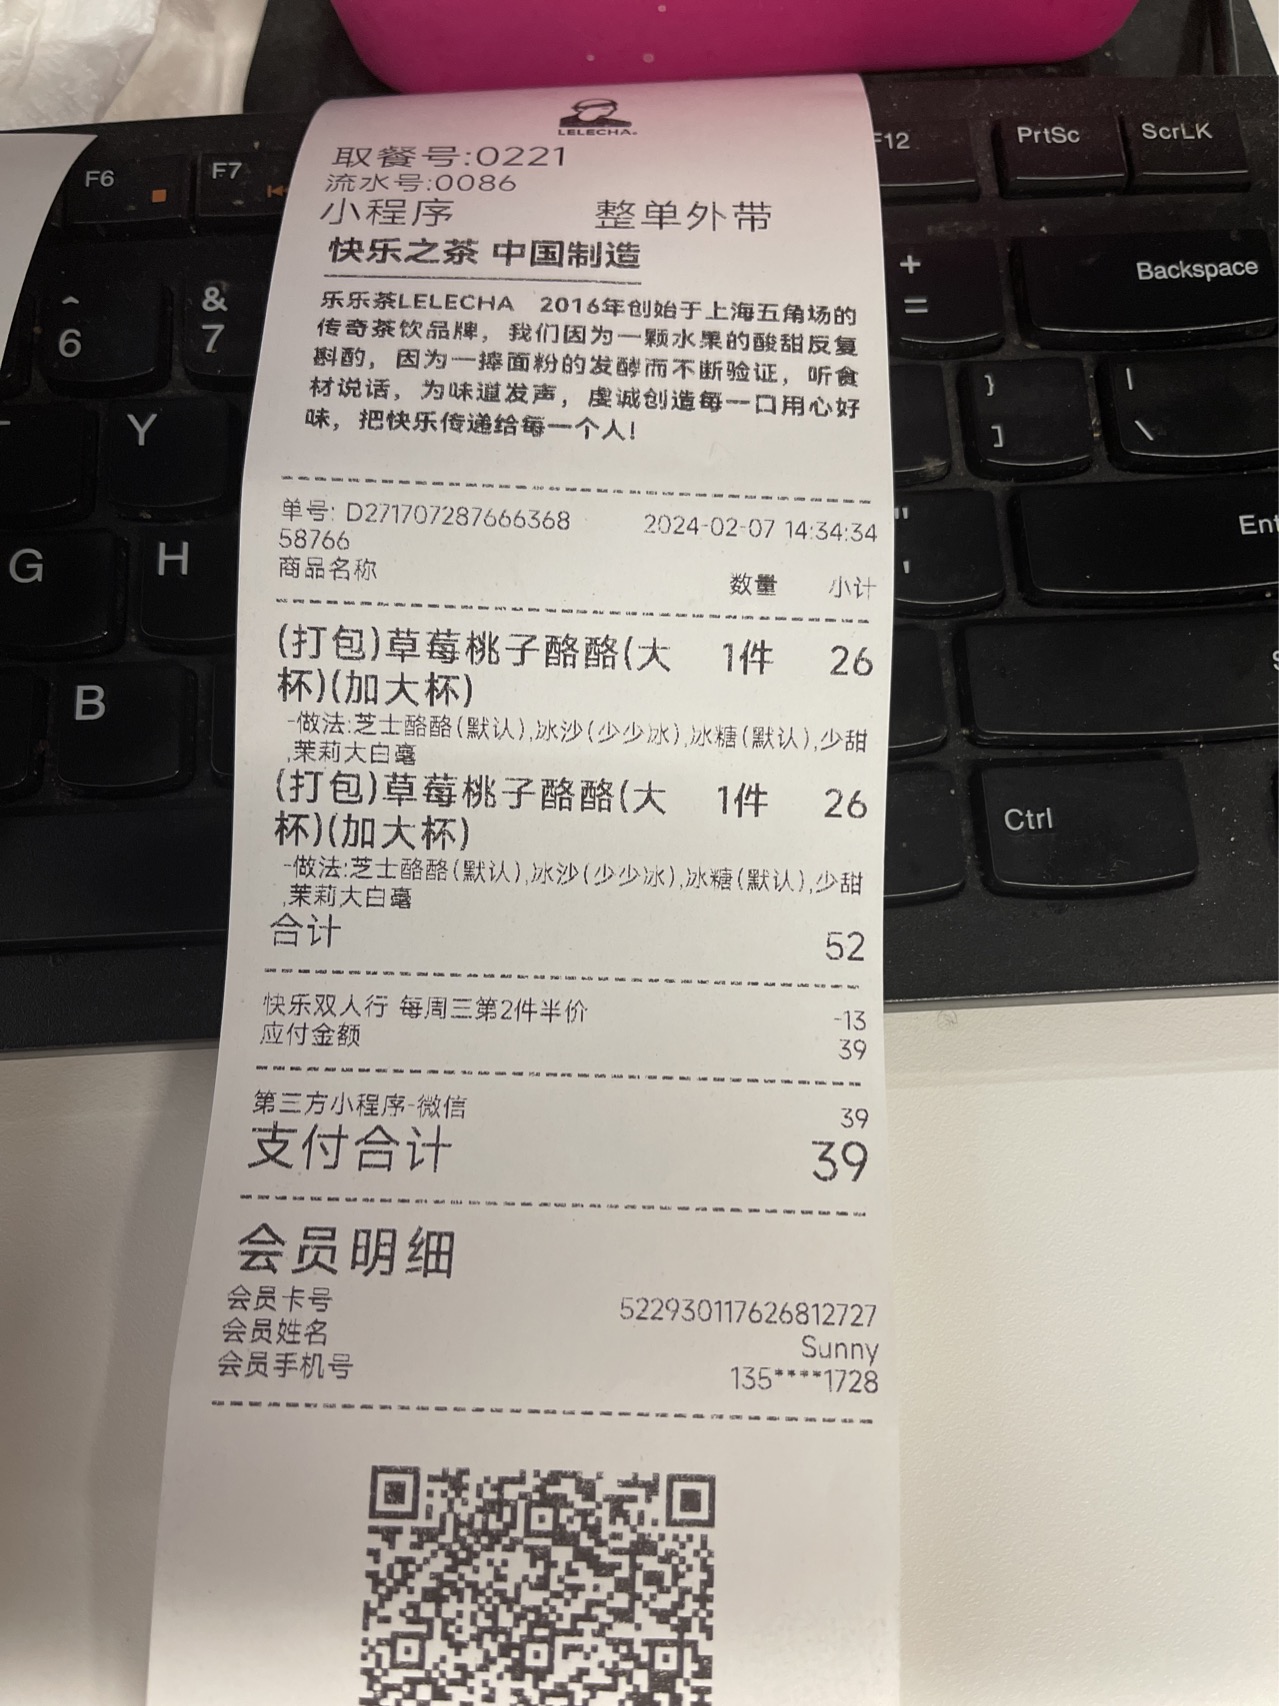 LELECHA
取餐号:0221
流水号:0086
小程序 整单外带
快乐之茶 中国制造
乐乐茶LELECHA 2016年创始于上海五角场的
传奇茶饮品牌，我们因为一颗水果的酸甜反复
斟酌，因为一捧面粉的发酵而不断验证，听食
材说话，为味道发声，虔诚创造每一口用心好
味，把快乐传递给每一个人!
单号: D271707287666368 2024-02-07 14:34:34
58766
商品名称 数量 小计
(打包)草莓桃子酪酪(大 1件 26
杯)(加大杯)
-做法:芝士酪酪(默认),冰沙(少少冰),冰糖(默认),少甜
,茉莉大白毫
(打包)草莓桃子酪酪(大 1件 26
杯)(加大杯)
-做法:芝士酪酪(默认),冰沙(少少冰),冰糖(默认),少甜
,茉莉大白毫
合计 52
快乐双人行 每周三第2件半价 -13
应付金额 39
第三方小程序-微信 39
支付合计 39
会员明细
会员卡号 522930117626812727
会员姓名 Sunny
会员手机号 135****1728
F6
F7
F12
PrtSc
ScrLK
^
6
&
7
+
=
Backspace
Y
}
]
|
\
G
H
"
'
B
Ctrl